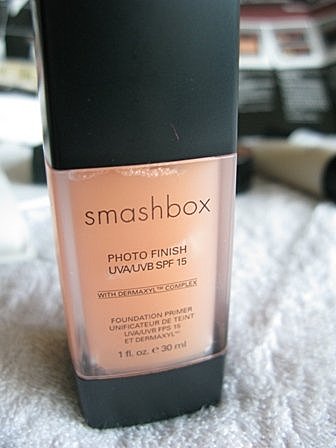 smashbox
PHOTO FINISH
UVA/UVB SPF 15
WITH DERMAXYL™ COMPLEX
FOUNDATION PRIMER
UNIFICATEUR DE TEINT
UVA/UVB FPS 15
ET DERMAXYL™
1 fl. oz. ℮ 30 ml